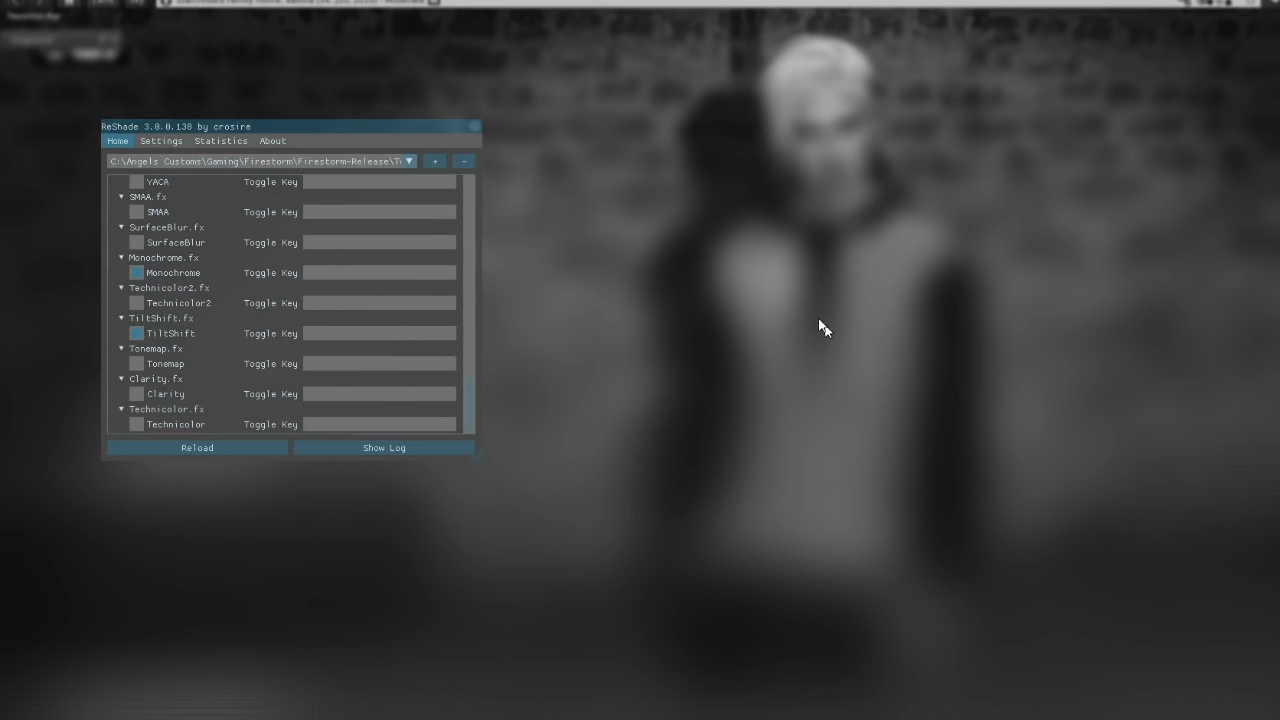 ReShade 3.0.0.138 by crosire
Home Settings Statistics About
C:\Angels Customs\Gaming\Firestorm\Firestorm-Release\T
+ -
YACA Toggle Key
▼ SMAA.fx
SMAA Toggle Key
▼ SurfaceBlur.fx
SurfaceBlur Toggle Key
▼ Monochrome.fx
Monochrome Toggle Key
▼ Technicolor2.fx
Technicolor2 Toggle Key
▼ TiltShift.fx
TiltShift Toggle Key
▼ Tonemap.fx
Tonemap Toggle Key
▼ Clarity.fx
Clarity Toggle Key
▼ Technicolor.fx
Technicolor Toggle Key
Reload Show Log